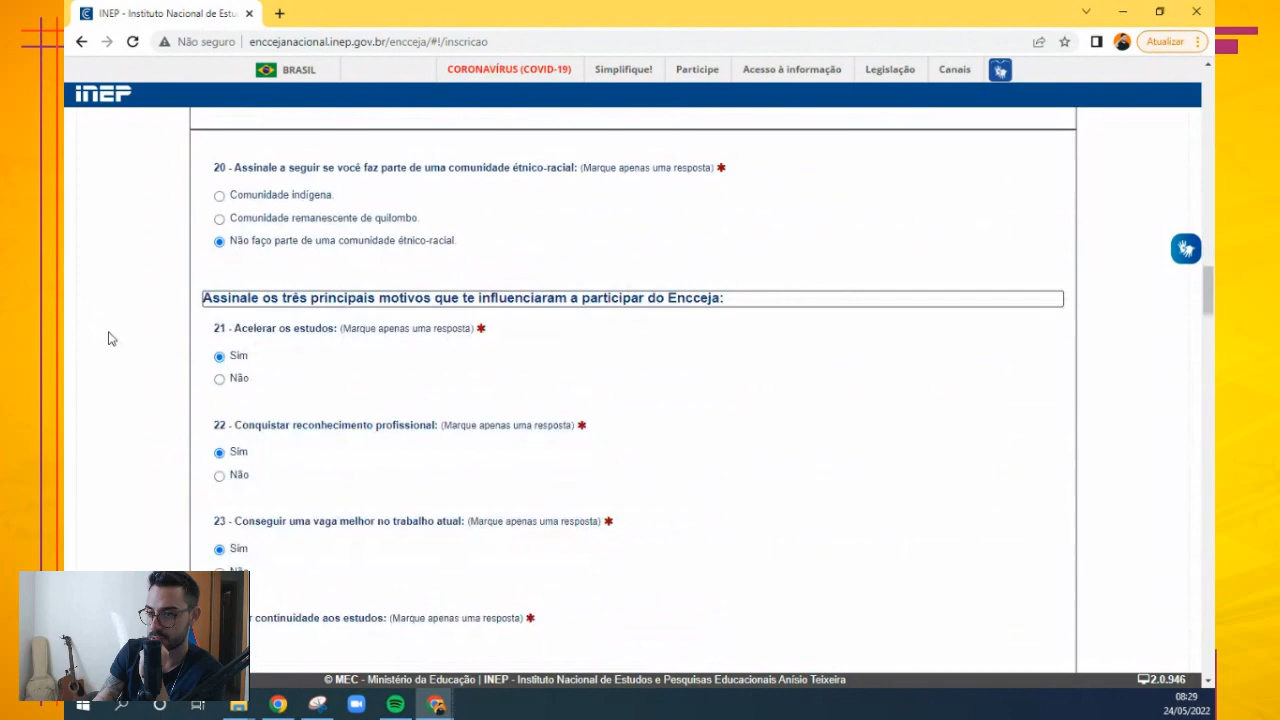 INEP - Instituto Nacional de Estu
Atualizar
Não seguro
enccejanacional.inep.gov.br/encceja/#!/inscricao
BRASIL
CORONAVÍRUS (COVID-19)
Simplifique!
Participe
Acesso à informação
Legislação
Canais
inep
20 - Assinale a seguir se você faz parte de uma comunidade étnico-racial: (Marque apenas uma resposta) *
Comunidade indígena.
Comunidade remanescente de quilombo.
Não faço parte de uma comunidade étnico-racial.
Assinale os três principais motivos que te influenciaram a participar do Encceja:
21 - Acelerar os estudos: (Marque apenas uma resposta) *
Sim
Não
22 - Conquistar reconhecimento profissional: (Marque apenas uma resposta) *
Sim
Não
23 - Conseguir uma vaga melhor no trabalho atual: (Marque apenas uma resposta) *
Sim
Não
continuidade aos estudos: (Marque apenas uma resposta) *
© MEC - Ministério da Educação | INEP - Instituto Nacional de Estudos e Pesquisas Educacionais Anísio Teixeira
2.0.946
08:29
24/05/2022